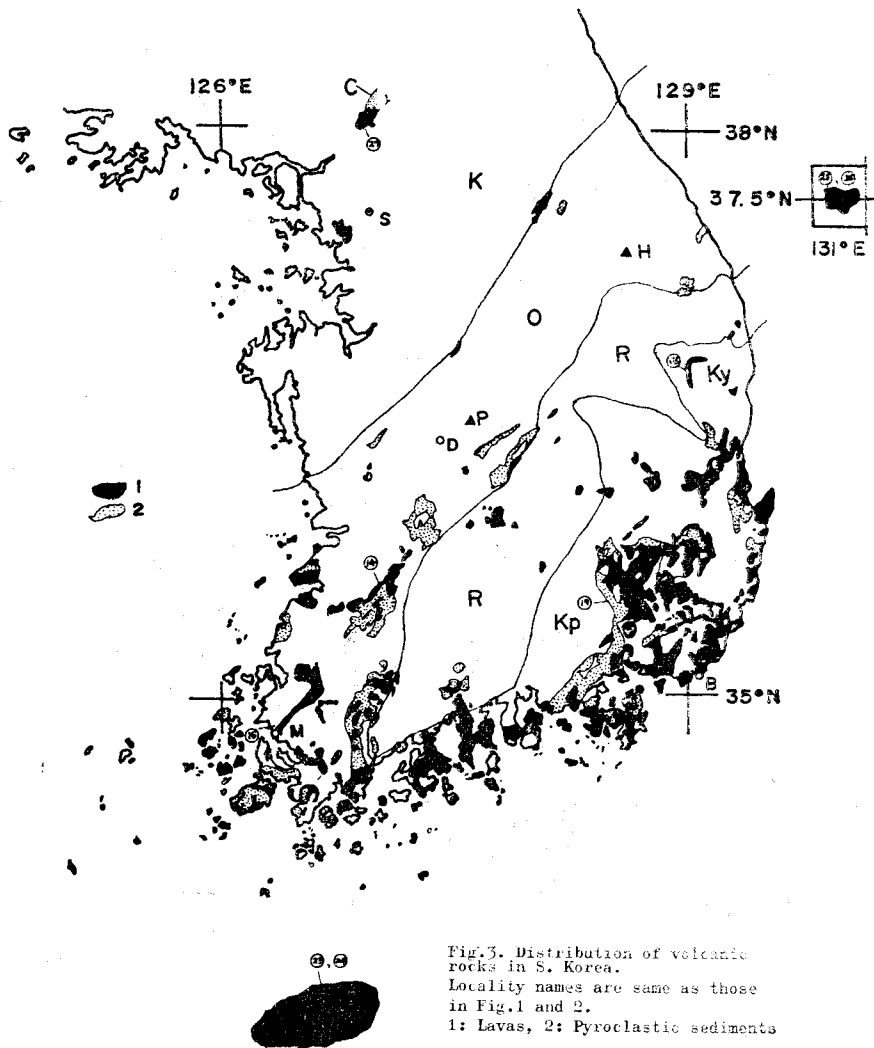 126°E
129°E
C
38°N
K
37.5°N
S
131°E
H
O
R
Ky
P
D
1
2
R
Kp
B
35°N
M
Fig.3. Distribution of volcanic
rocks in S. Korea.
Locality names are same as those
in Fig.1 and 2.
1: Lavas, 2: Pyroclastic sediments